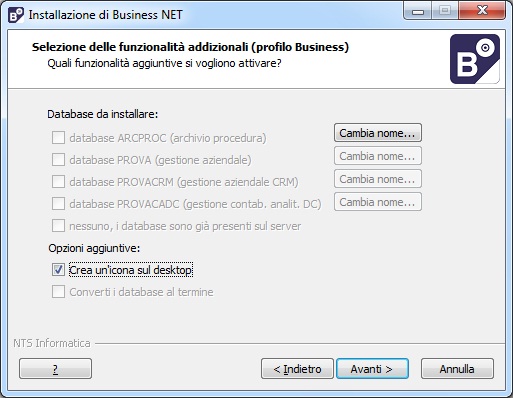 Installazione di Business NET
Selezione delle funzionalità addizionali (profilo Business)
Quali funzionalità aggiuntive si vogliono attivare?
B
Database da installare:
database ARCPROC (archivio procedura)
Cambia nome...
database PROVA (gestione aziendale)
Cambia nome...
database PROVACRM (gestione aziendale CRM)
Cambia nome...
database PROVACADC (gestione contab. analit. DC)
Cambia nome...
nessuno, i database sono già presenti sul server
Opzioni aggiuntive:
Crea un'icona sul desktop
Converti i database al termine
NTS Informatica
?
< Indietro
Avanti >
Annulla